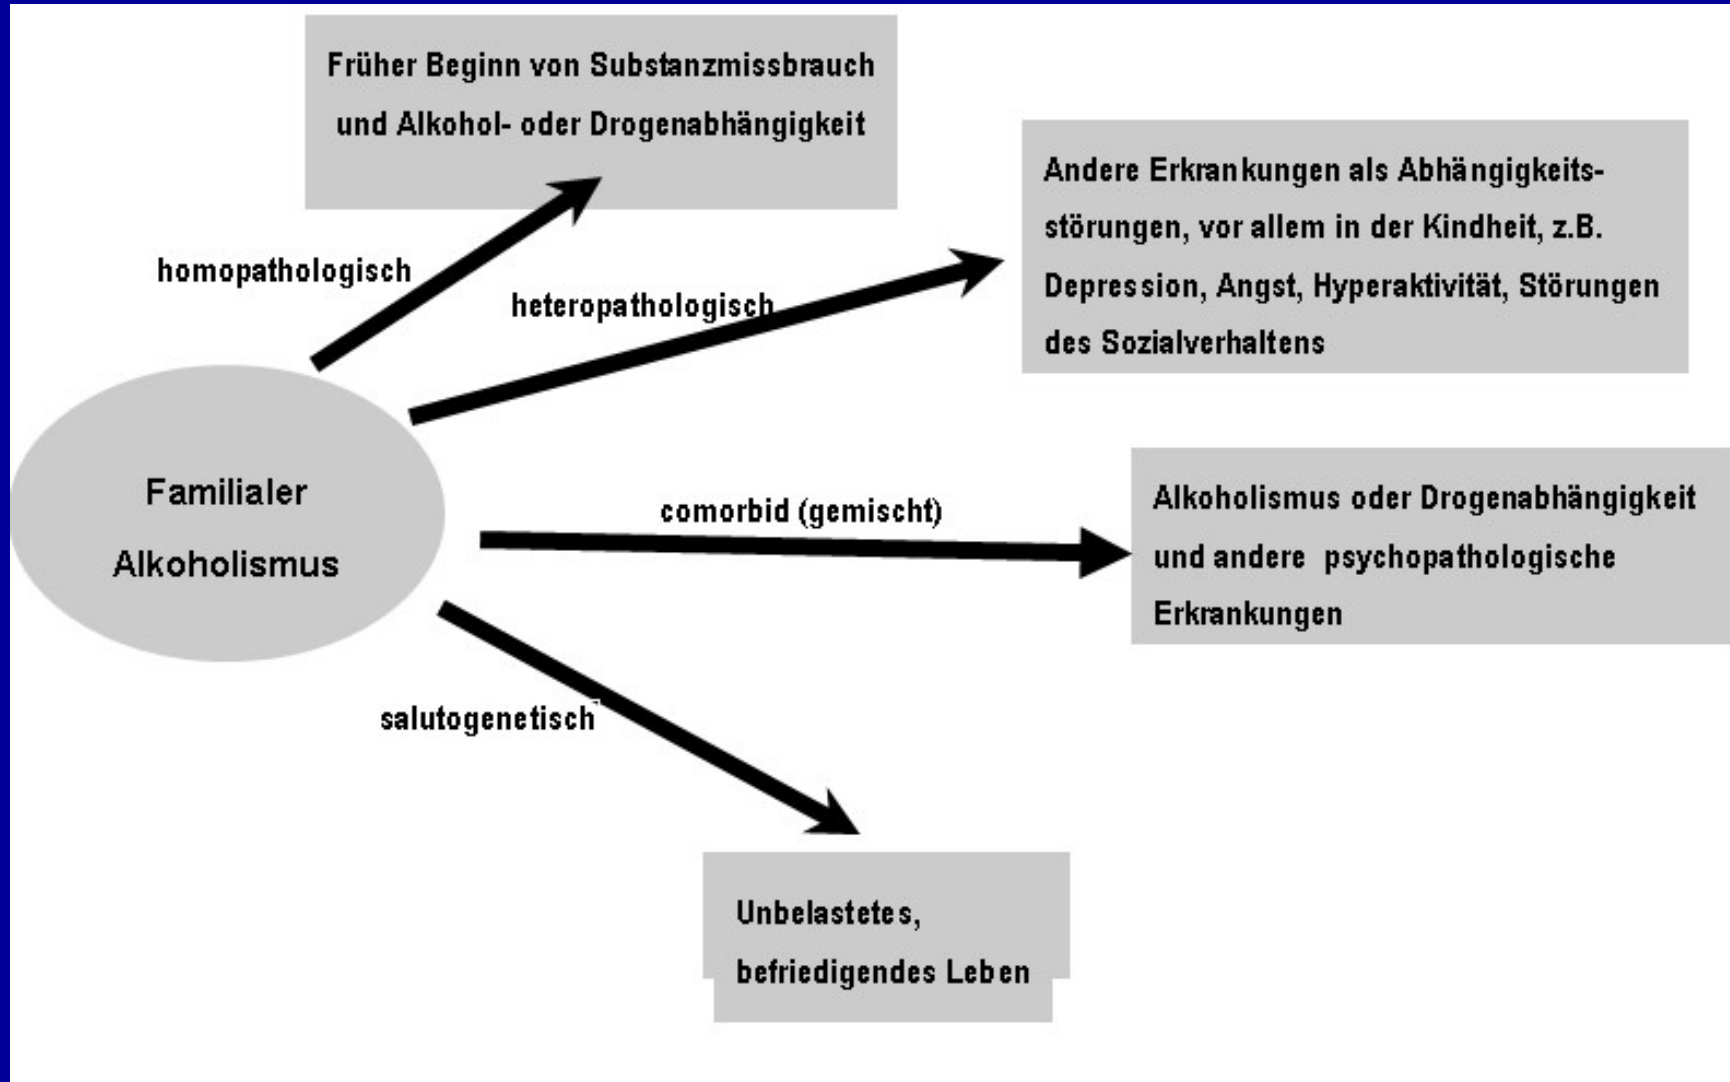 Früher Beginn von Substanzmissbrauch
und Alkohol- oder Drogenabhängigkeit
Andere Erkrankungen als Abhängigkeits-
störungen, vor allem in der Kindheit, z.B.
Depression, Angst, Hyperaktivität, Störungen
des Sozialverhaltens
homopathologisch
heteropathologisch
Familialer
Alkoholismus
comorbid (gemischt)
Alkoholismus oder Drogenabhängigkeit
und andere psychopathologische
Erkrankungen
salutogenetisch
Unbelastetes,
befriedigendes Leben